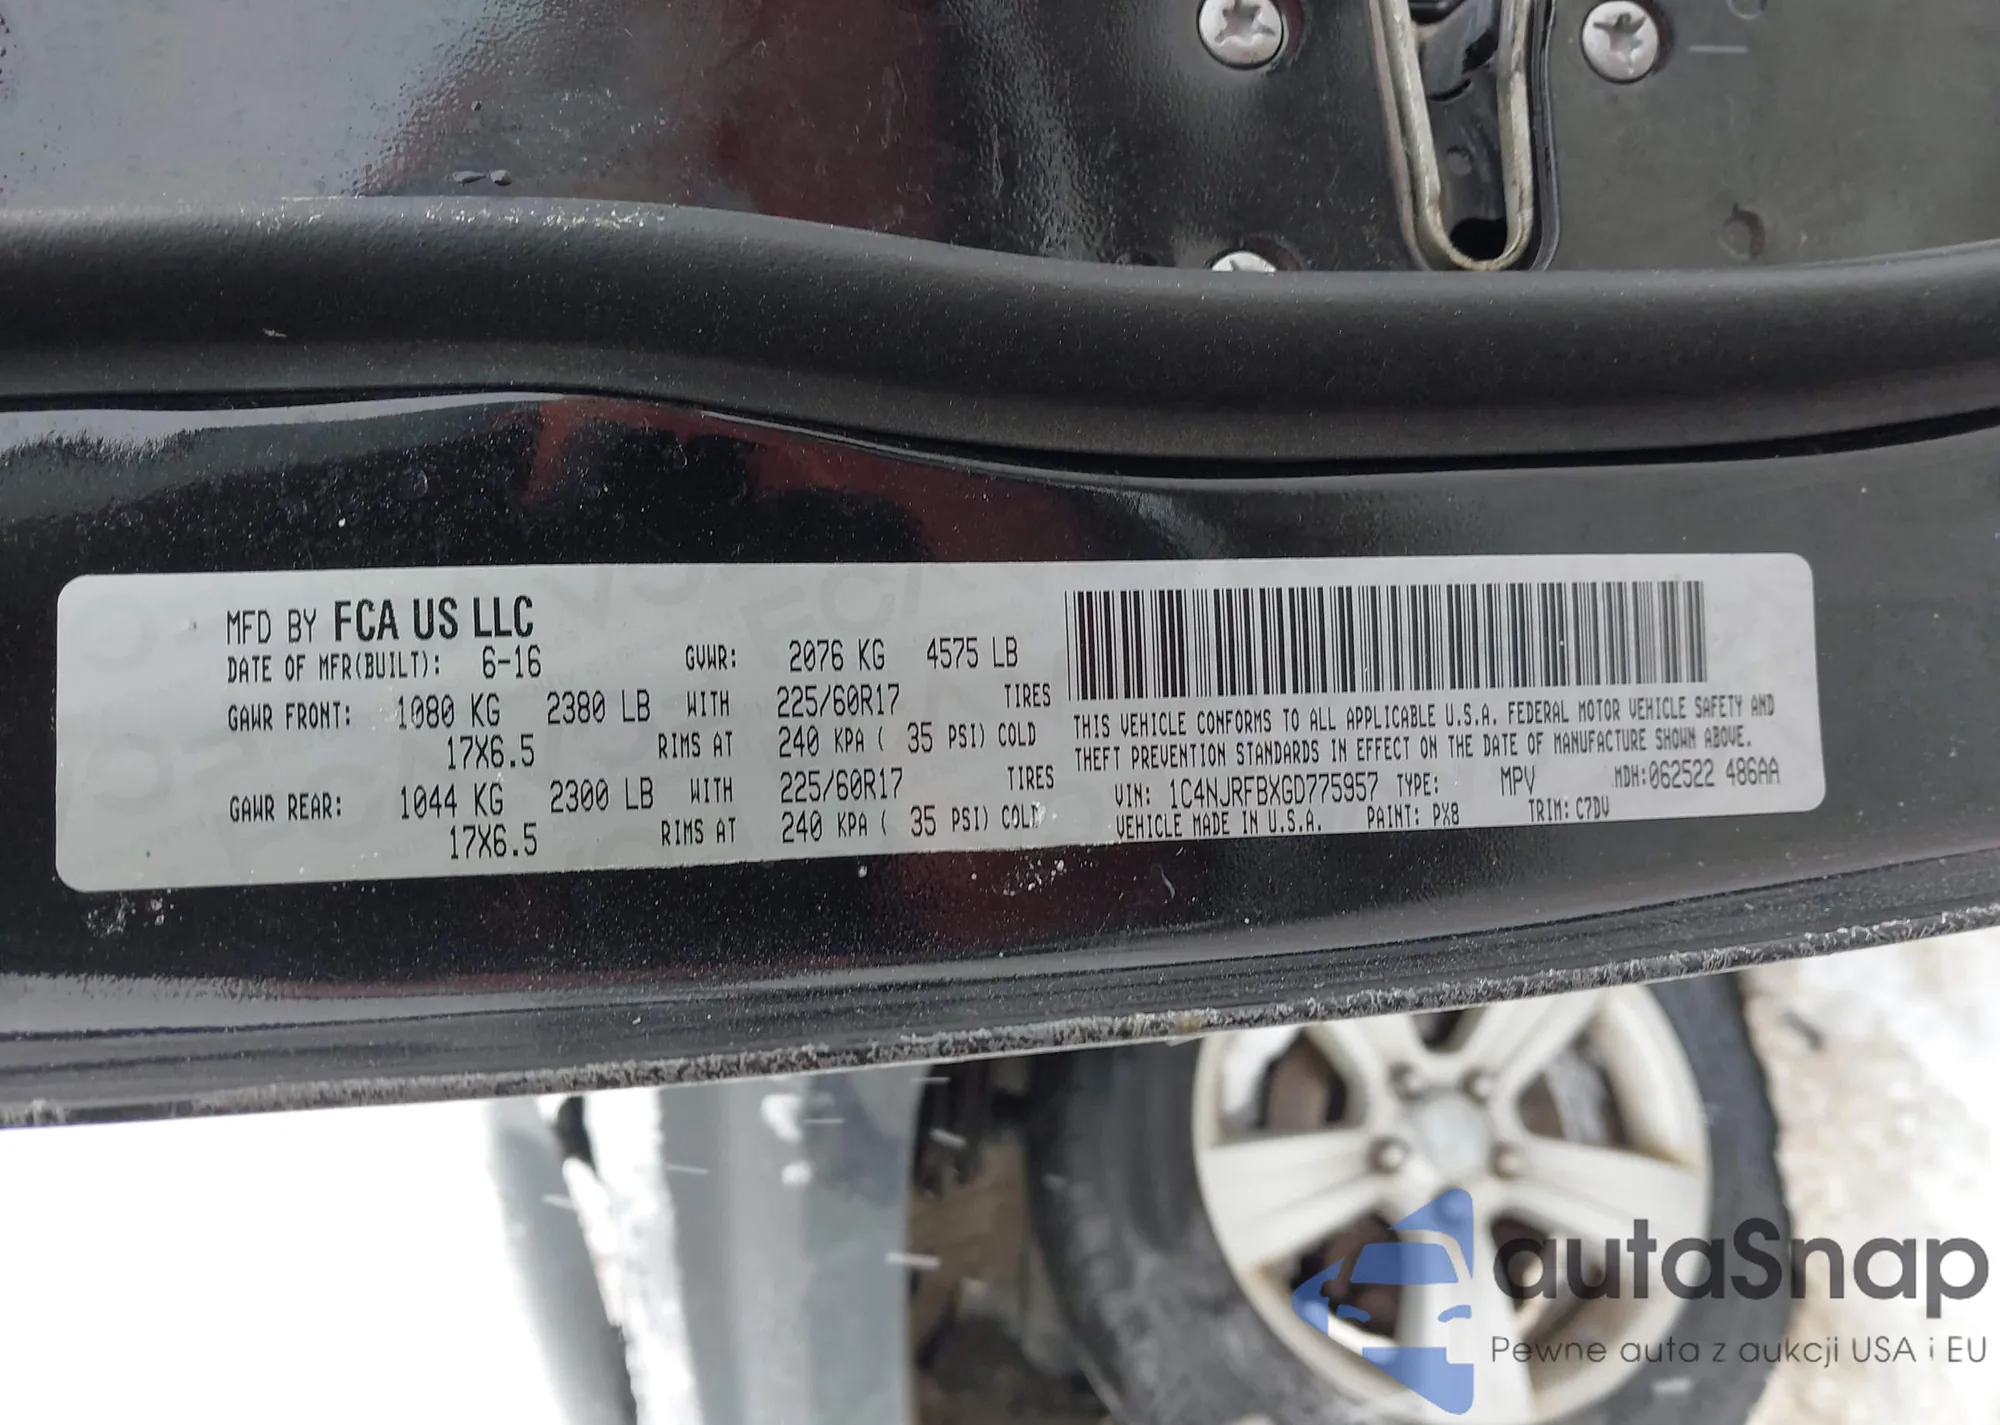 MFD BY FCA US LLC
DATE OF MFR(BUILT): 6-16 GVWR: 2076 KG 4575 LB
GAWR FRONT: 1080 KG 2380 LB WITH 225/60R17 TIRES
17X6.5 RIMS AT 240 KPA ( 35 PSI) COLD
GAWR REAR: 1044 KG 2300 LB WITH 225/60R17 TIRES
17X6.5 RIMS AT 240 KPA ( 35 PSI) COLD
THIS VEHICLE CONFORMS TO ALL APPLICABLE U.S.A. FEDERAL MOTOR VEHICLE SAFETY AND
THEFT PREVENTION STANDARDS IN EFFECT ON THE DATE OF MANUFACTURE SHOWN ABOVE.
VIN: 1C4NJRFBXGD775957 TYPE: MPV MDH:062522 486AA
VEHICLE MADE IN U.S.A. PAINT: PX8 TRIM: C7DV
autaSnap
Pewne auta z aukcji USA i EU